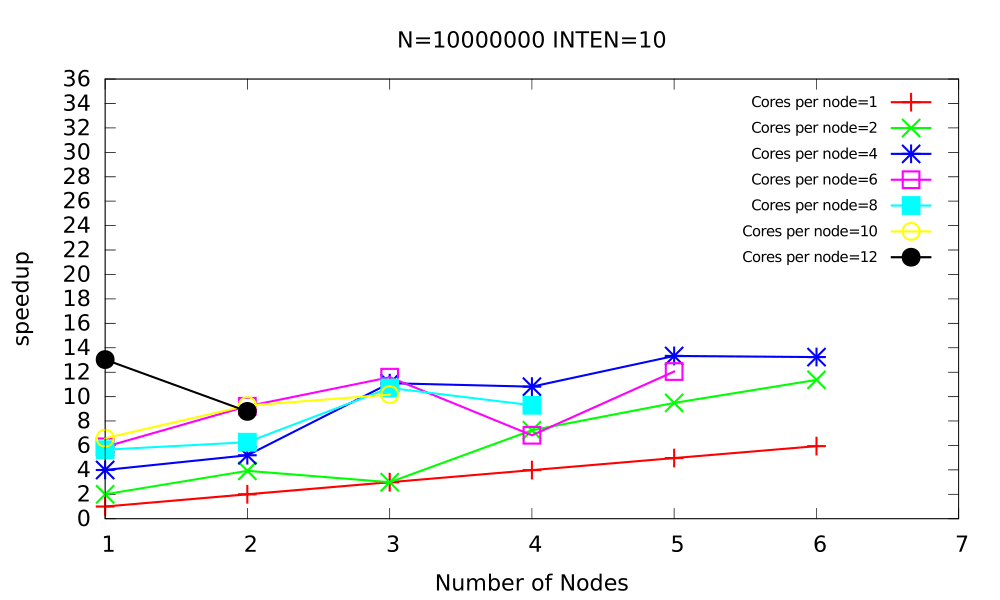 N=10000000 INTEN=10
36
34
32
30
28
26
24
22
20
18
16
14
12
10
8
6
4
2
0
speedup
Cores per node=1
Cores per node=2
Cores per node=4
Cores per node=6
Cores per node=8
Cores per node=10
Cores per node=12
1 2 3 4 5 6 7
Number of Nodes